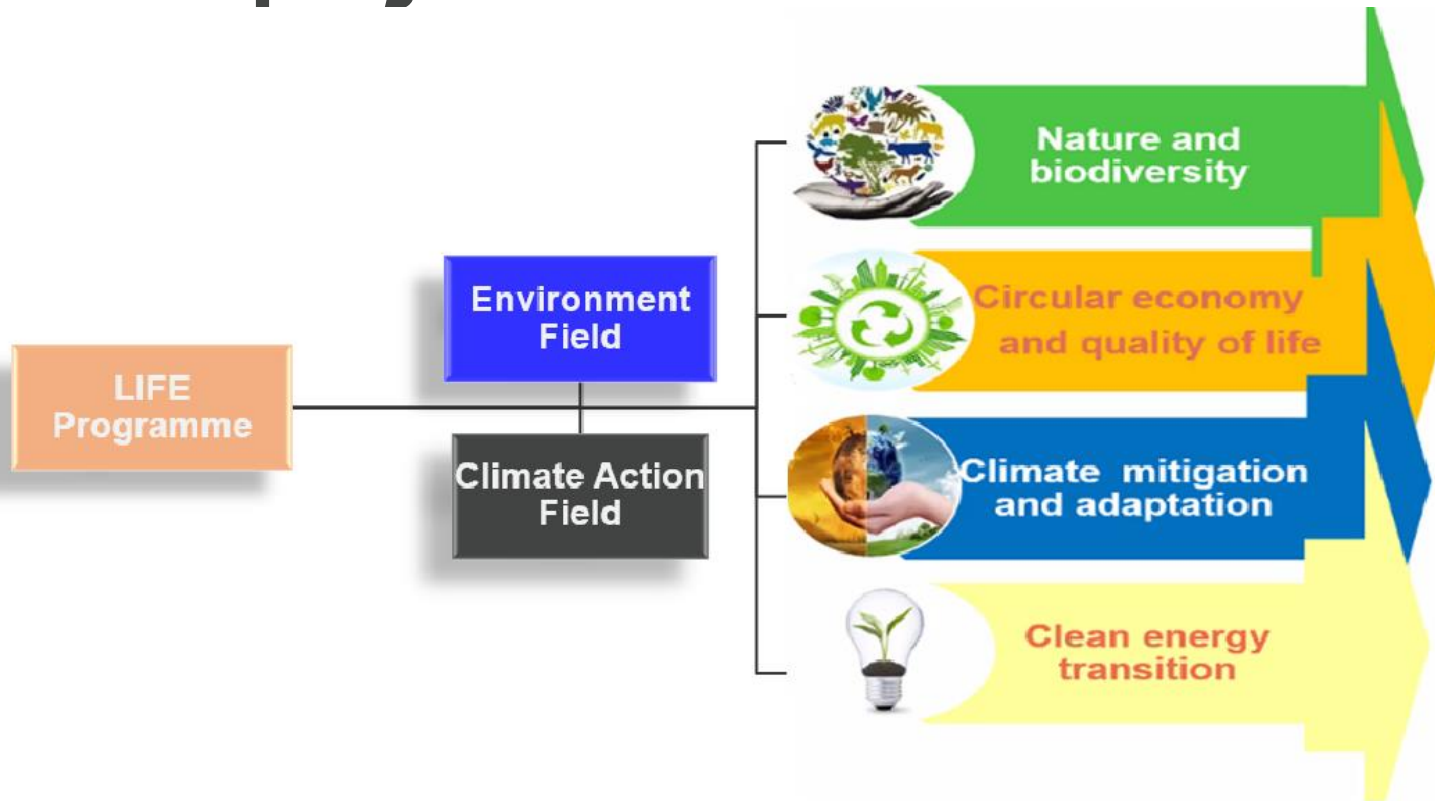 LIFE
Programme
Environment
Field
Climate Action
Field
Nature and
biodiversity
Circular economy
and quality of life
Climate mitigation
and adaptation
Clean energy
transition